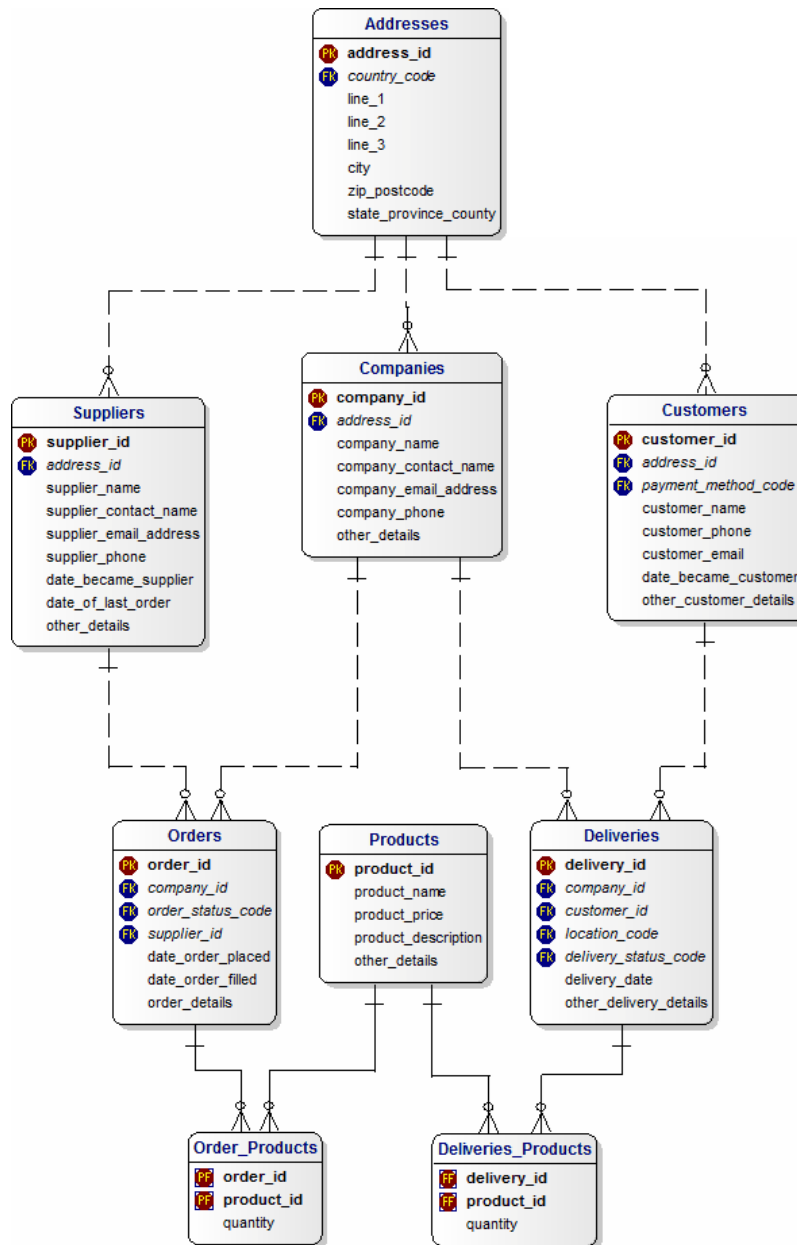 Addresses
PK address_id
FK country_code
line_1
line_2
line_3
city
zip_postcode
state_province_county
Suppliers
PK supplier_id
FK address_id
supplier_name
supplier_contact_name
supplier_email_address
supplier_phone
date_became_supplier
date_of_last_order
other_details
Companies
PK company_id
FK address_id
company_name
company_contact_name
company_email_address
company_phone
other_details
Customers
PK customer_id
FK address_id
FK payment_method_code
customer_name
customer_phone
customer_email
date_became_customer
other_customer_details
Orders
PK order_id
FK company_id
FK order_status_code
FK supplier_id
date_order_placed
date_order_filled
order_details
Products
PK product_id
product_name
product_price
product_description
other_details
Deliveries
PK delivery_id
FK company_id
FK customer_id
FK location_code
FK delivery_status_code
delivery_date
other_delivery_details
Order_Products
PF order_id
PF product_id
quantity
Deliveries_Products
FF delivery_id
FF product_id
quantity